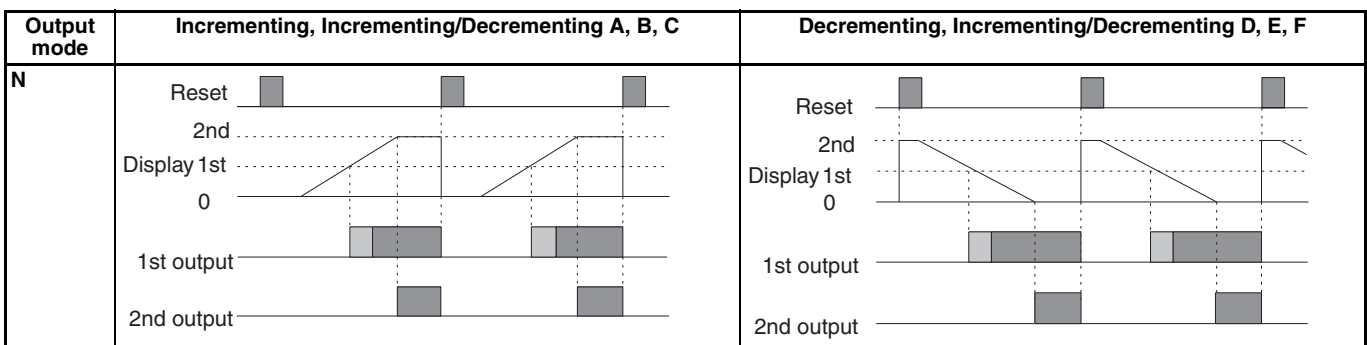 Output mode
Incrementing, Incrementing/Decrementing A, B, C
Decrementing, Incrementing/Decrementing D, E, F
N
Reset
2nd
Display 1st
0
1st output
2nd output
Reset
2nd
Display 1st
0
1st output
2nd output